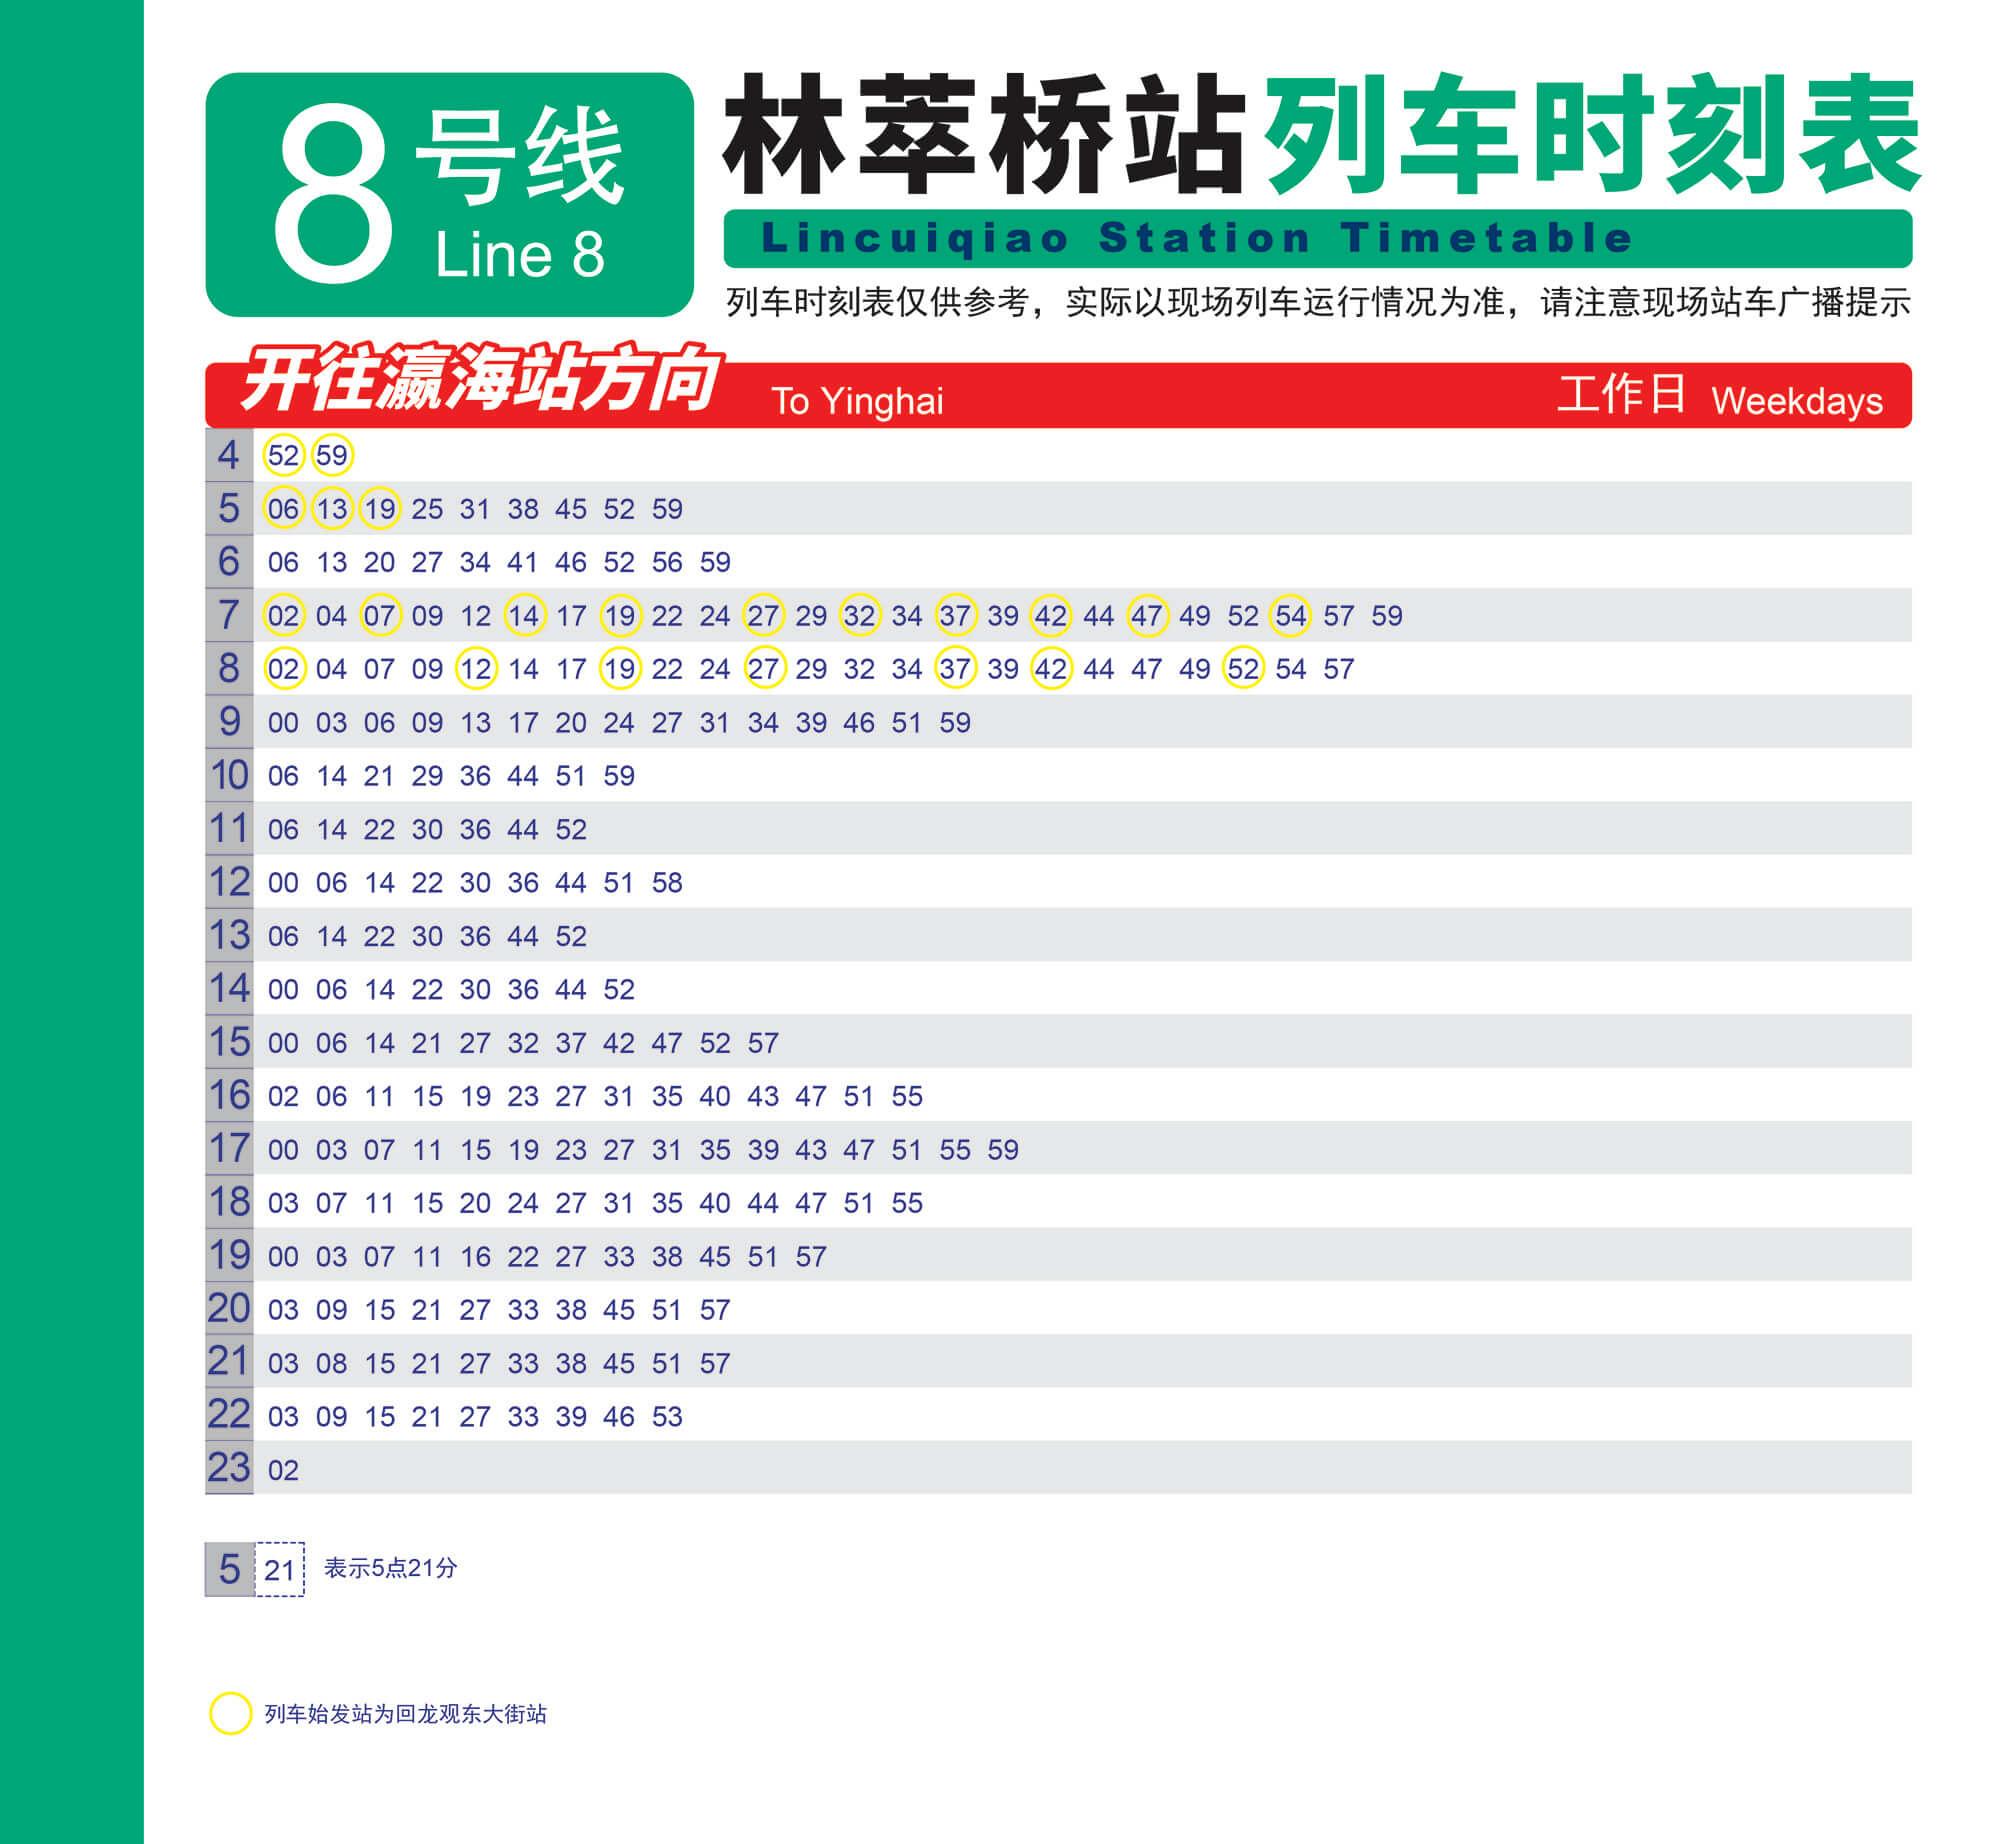 8号线
Line 8
林萃桥站列车时刻表
Lincuiqiao Station Timetable
列车时刻表仅供参考，实际以现场列车运行情况为准，请注意现场站车广播提示
开往瀛海站方向 To Yinghai 工作日 Weekdays
4 52 59
5 06 13 19 25 31 38 45 52 59
6 06 13 20 27 34 41 46 52 56 59
7 02 04 07 09 12 14 17 19 22 24 27 29 32 34 37 39 42 44 47 49 52 54 57 59
8 02 04 07 09 12 14 17 19 22 24 27 29 32 34 37 39 42 44 47 49 52 54 57
9 00 03 06 09 13 17 20 24 27 31 34 39 46 51 59
10 06 14 21 29 36 44 51 59
11 06 14 22 30 36 44 52
12 00 06 14 22 30 36 44 51 58
13 06 14 22 30 36 44 52
14 00 06 14 22 30 36 44 52
15 00 06 14 21 27 32 37 42 47 52 57
16 02 06 11 15 19 23 27 31 35 40 43 47 51 55
17 00 03 07 11 15 19 23 27 31 35 39 43 47 51 55 59
18 03 07 11 15 20 24 27 31 35 40 44 47 51 55
19 00 03 07 11 16 22 27 33 38 45 51 57
20 03 09 15 21 27 33 38 45 51 57
21 03 08 15 21 27 33 38 45 51 57
22 03 09 15 21 27 33 39 46 53
23 02
5 21 表示5点21分
列车始发站为回龙观东大街站